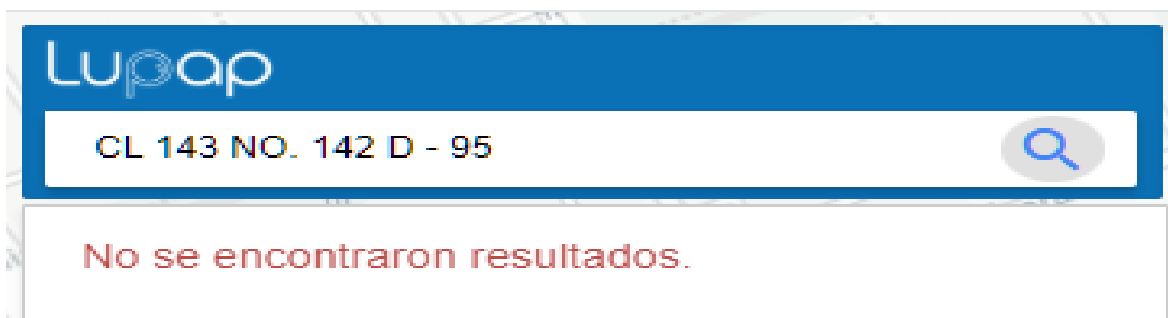 Lupap
CL 143 NO. 142 D - 95
No se encontraron resultados.